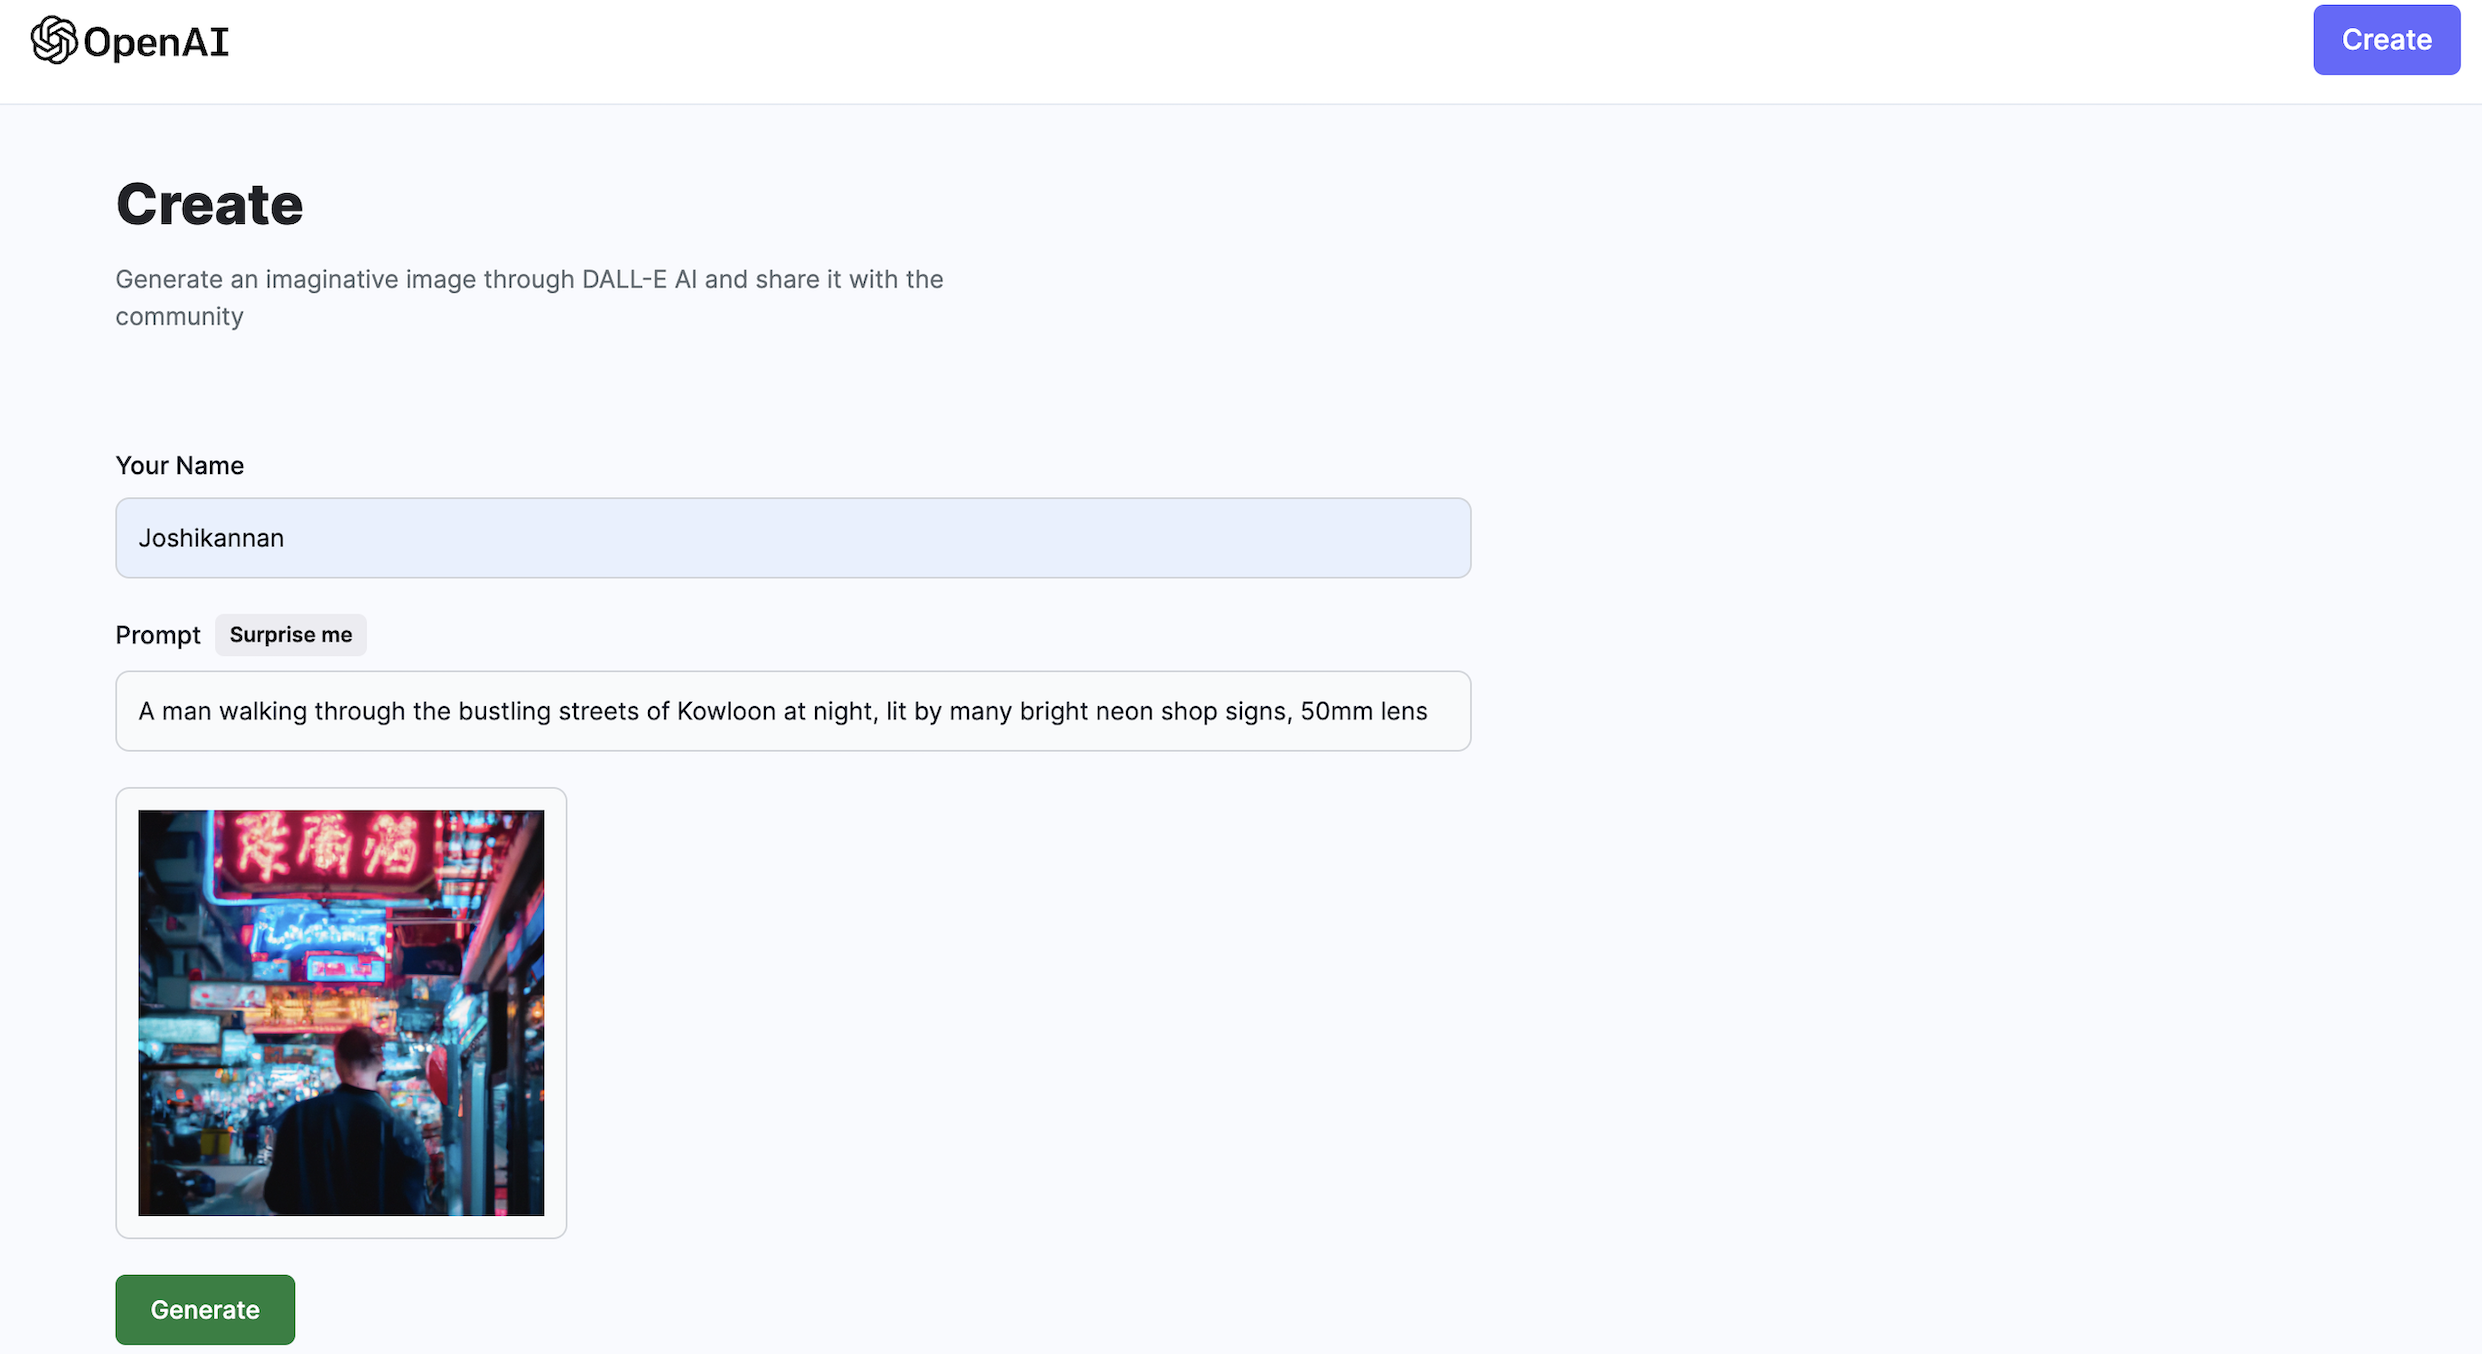 OpenAI
Create
Create
Generate an imaginative image through DALL-E AI and share it with the
community
Your Name
Joshikannan
Prompt
Surprise me
A man walking through the bustling streets of Kowloon at night, lit by many bright neon shop signs, 50mm lens
Generate